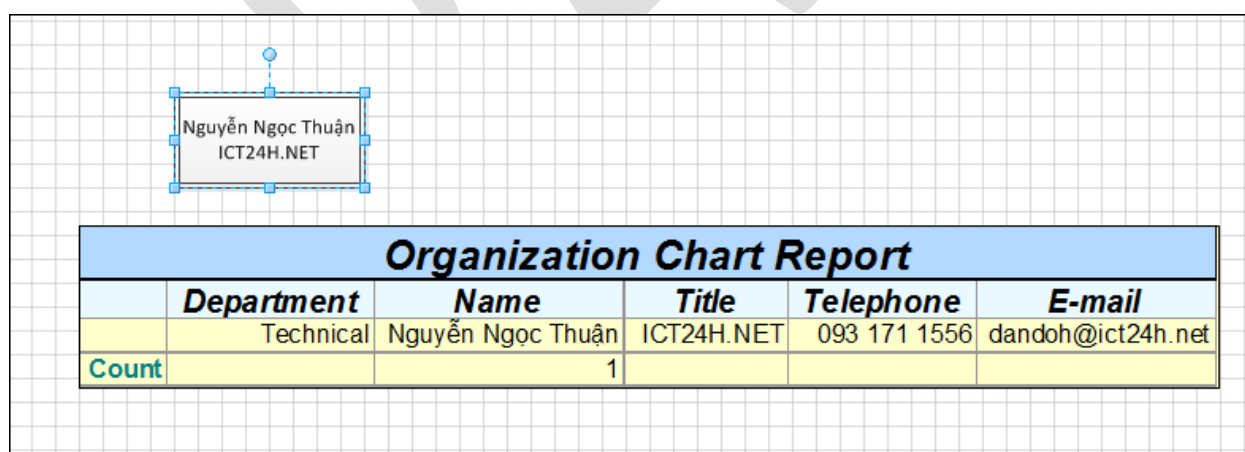 Nguyễn Ngọc Thuận
ICT24H.NET
Organization Chart Report
Department Name Title Telephone E-mail
Technical Nguyễn Ngọc Thuận ICT24H.NET 093 171 1556 dandoh@ict24h.net
Count 1